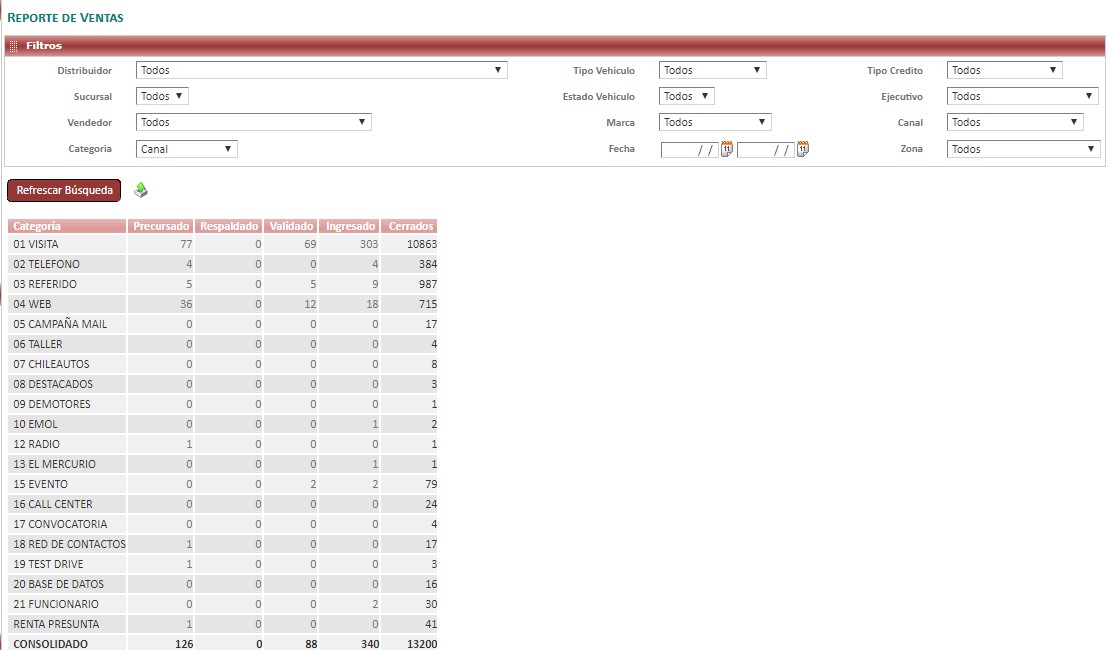 REPORTE DE VENTAS
Filtros
Distribuidor Todos Tipo Vehiculo Todos Tipo Credito Todos
Sucursal Todos Estado Vehiculo Todos Ejecutivo Todos
Vendedor Todos Marca Todos Canal Todos
Categoria Canal Fecha / / 11 / / 11 Zona Todos
Refrescar Búsqueda
Categoria Precursado Respaldado Validado Ingresado Cerrados
01 VISITA 77 0 69 303 10863
02 TELEFONO 4 0 0 4 384
03 REFERIDO 5 0 5 9 987
04 WEB 36 0 12 18 715
05 CAMPAÑA MAIL 0 0 0 0 17
06 TALLER 0 0 0 0 4
07 CHILEAUTOS 0 0 0 0 8
08 DESTACADOS 0 0 0 0 3
09 DEMOTORES 0 0 0 0 1
10 EMOL 0 0 0 1 2
12 RADIO 1 0 0 0 1
13 EL MERCURIO 0 0 0 1 1
15 EVENTO 0 0 2 2 79
16 CALL CENTER 0 0 0 0 24
17 CONVOCATORIA 0 0 0 0 4
18 RED DE CONTACTOS 1 0 0 0 17
19 TEST DRIVE 1 0 0 0 3
20 BASE DE DATOS 0 0 0 0 16
21 FUNCIONARIO 0 0 0 2 30
RENTA PRESUNTA 1 0 0 0 41
CONSOLIDADO 126 0 88 340 13200